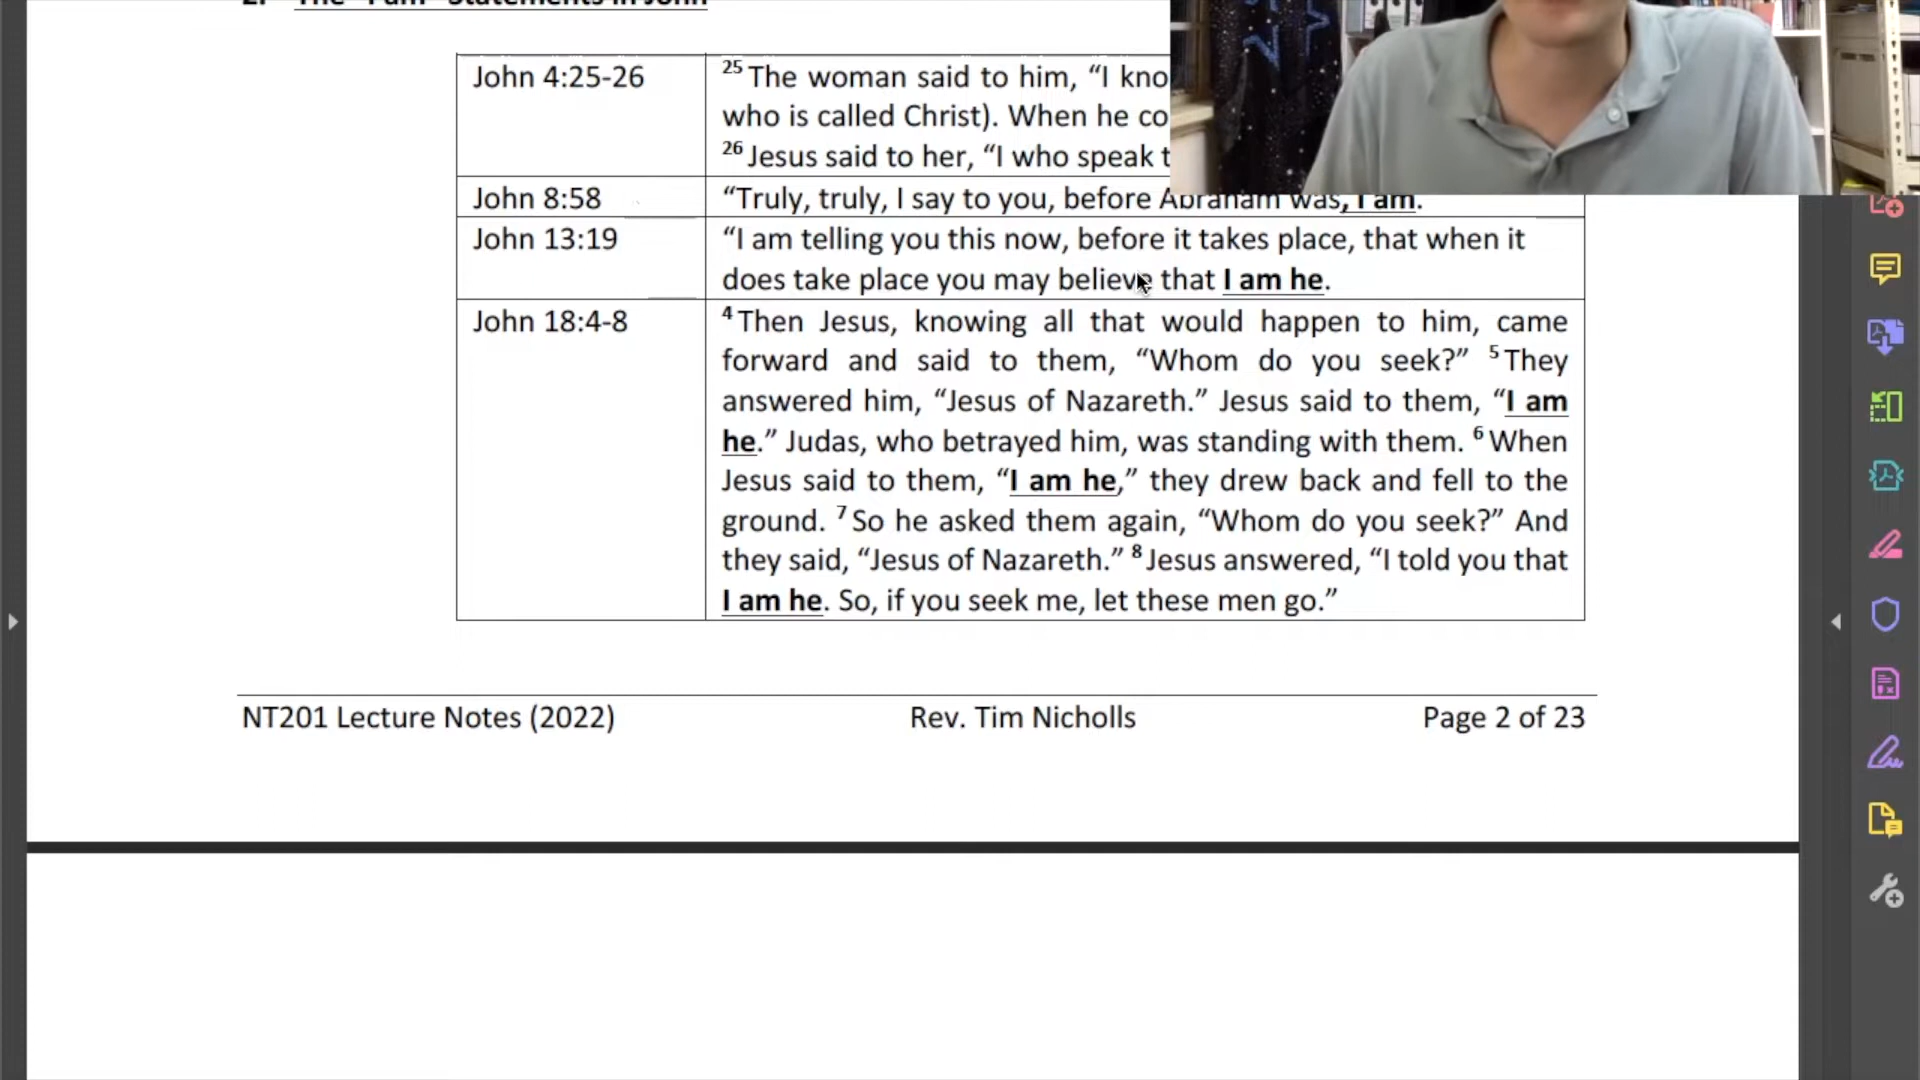 2. The "I am" Statements in John
John 4:25-26
25 The woman said to him, “I kno
who is called Christ). When he co
26 Jesus said to her, “I who speak t
John 8:58
“Truly, truly, I say to you, before Abraham was, I am.
John 13:19
“I am telling you this now, before it takes place, that when it
does take place you may believe that I am he.
John 18:4-8
4 Then Jesus, knowing all that would happen to him, came
forward and said to them, “Whom do you seek?” 5 They
answered him, “Jesus of Nazareth.” Jesus said to them, “I am
he.” Judas, who betrayed him, was standing with them. 6 When
Jesus said to them, “I am he,” they drew back and fell to the
ground. 7 So he asked them again, “Whom do you seek?” And
they said, “Jesus of Nazareth.” 8 Jesus answered, “I told you that
I am he. So, if you seek me, let these men go.”
NT201 Lecture Notes (2022)
Rev. Tim Nicholls
Page 2 of 23